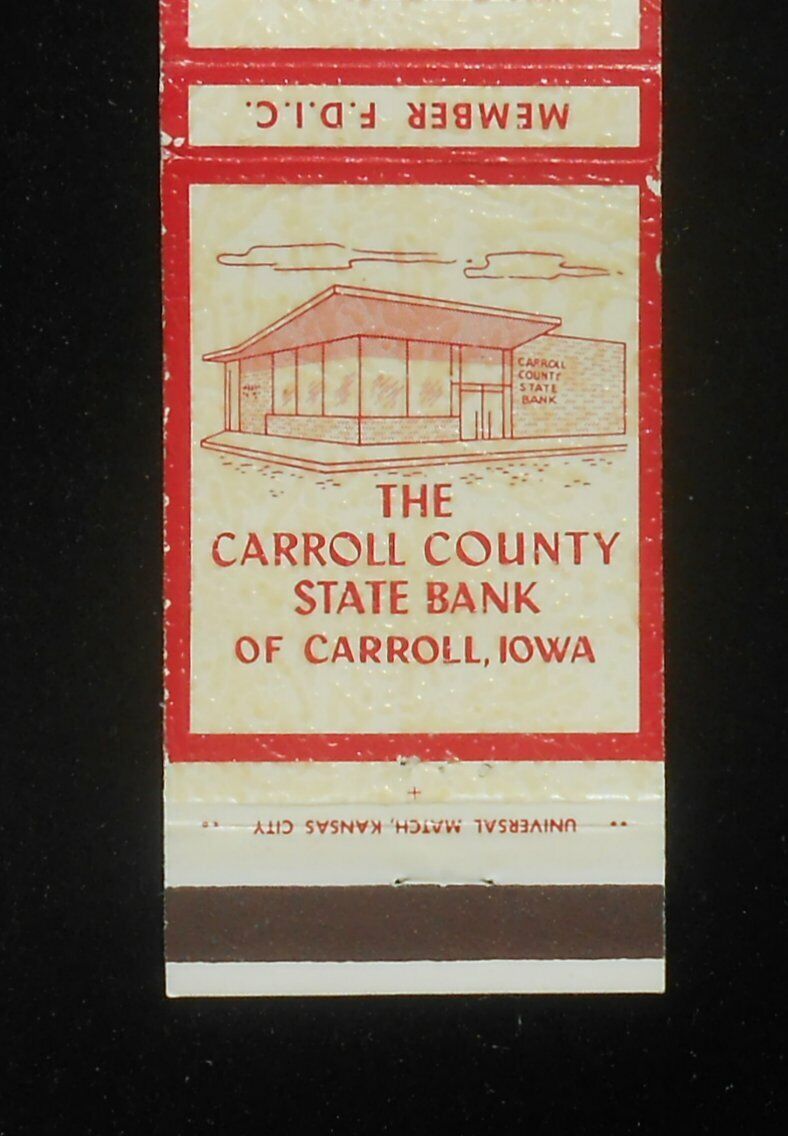 MEMBER F.D.I.C.
CARROLL
COUNTY
STATE
BANK
THE
CARROLL COUNTY
STATE BANK
OF CARROLL, IOWA
UNIVERSAL MATCH, KANSAS CITY